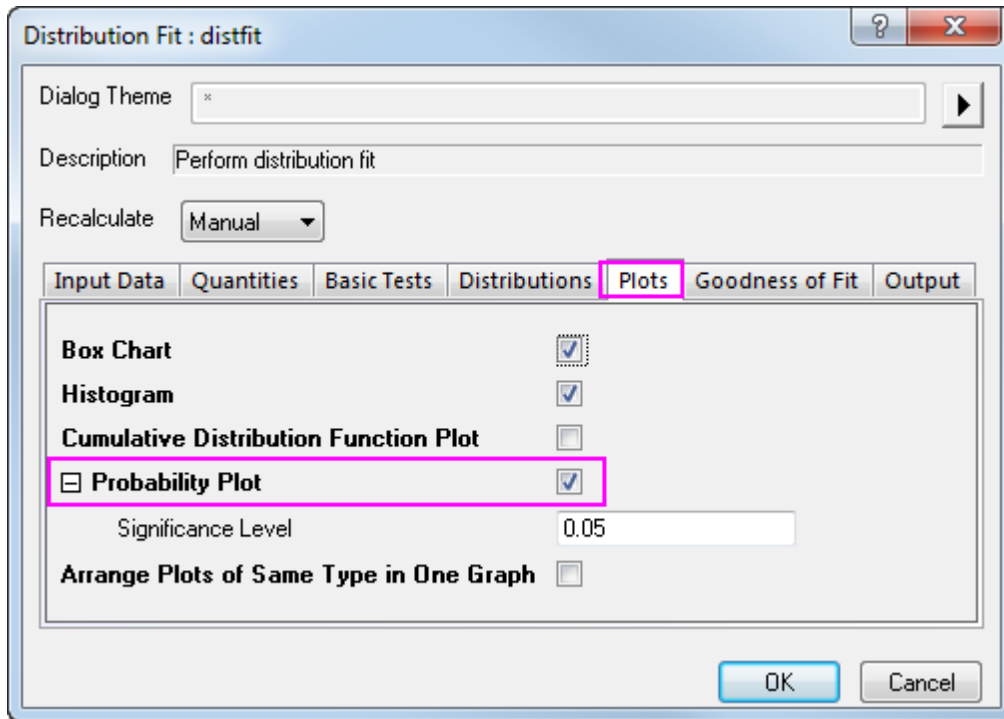 Distribution Fit : distfit
?
Dialog Theme *
Description Perform distribution fit
Recalculate Manual
Input Data Quantities Basic Tests Distributions Plots Goodness of Fit Output
Box Chart
Histogram
Cumulative Distribution Function Plot
Probability Plot
Significance Level 0.05
Arrange Plots of Same Type in One Graph
OK Cancel